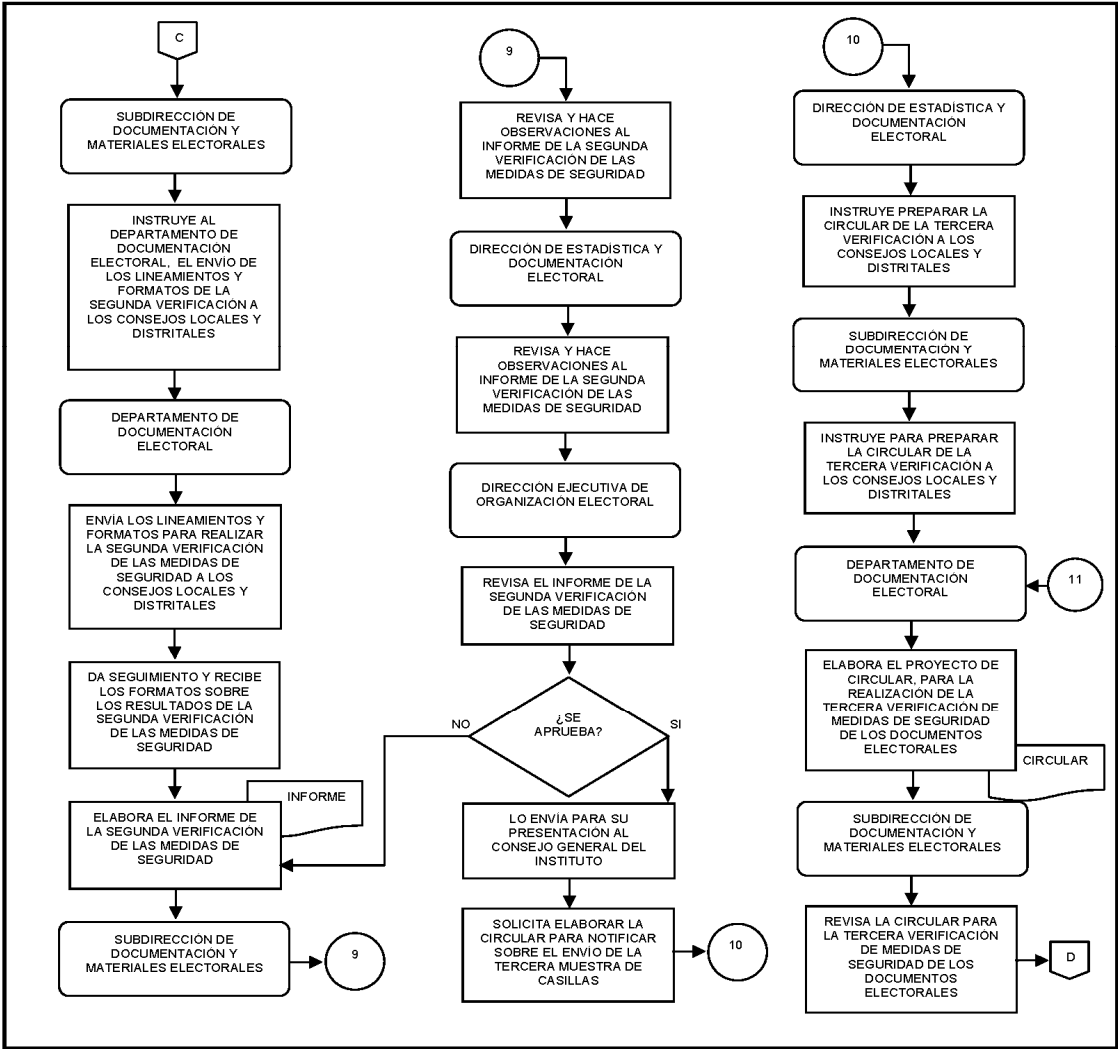 C
SUBDIRECCIÓN DE
DOCUMENTACIÓN Y
MATERIALES ELECTORALES
INSTRUYE AL
DEPARTAMENTO DE
DOCUMENTACIÓN
ELECTORAL, EL ENVÍO DE
LOS LINEAMIENTOS Y
FORMATOS DE LA
SEGUNDA VERIFICACIÓN A
LOS CONSEJOS LOCALES Y
DISTRITALES
DEPARTAMENTO DE
DOCUMENTACIÓN
ELECTORAL
ENVÍA LOS LINEAMIENTOS Y
FORMATOS PARA REALIZAR
LA SEGUNDA VERIFICACIÓN
DE LAS MEDIDAS DE
SEGURIDAD A LOS
CONSEJOS LOCALES Y
DISTRITALES
DA SEGUIMIENTO Y RECIBE
LOS FORMATOS SOBRE
LOS RESULTADOS DE LA
SEGUNDA VERIFICACIÓN
DE LAS MEDIDAS DE
SEGURIDAD
INFORME
ELABORA EL INFORME DE
LA SEGUNDA VERIFICACIÓN
DE LAS MEDIDAS DE
SEGURIDAD
SUBDIRECCIÓN DE
DOCUMENTACIÓN Y
MATERIALES ELECTORALES
9
9
REVISA Y HACE
OBSERVACIONES AL
INFORME DE LA SEGUNDA
VERIFICACIÓN DE LAS
MEDIDAS DE SEGURIDAD
DIRECCIÓN DE ESTADÍSTICA Y
DOCUMENTACIÓN
ELECTORAL
REVISA Y HACE
OBSERVACIONES AL
INFORME DE LA SEGUNDA
VERIFICACIÓN DE LAS
MEDIDAS DE SEGURIDAD
DIRECCIÓN EJECUTIVA DE
ORGANIZACIÓN ELECTORAL
REVISA EL INFORME DE LA
SEGUNDA VERIFICACIÓN
DE LAS MEDIDAS DE
SEGURIDAD
NO
¿SE
APRUEBA?
SI
LO ENVÍA PARA SU
PRESENTACIÓN AL
CONSEJO GENERAL DEL
INSTITUTO
SOLICITA ELABORAR LA
CIRCULAR PARA NOTIFICAR
SOBRE EL ENVÍO DE LA
TERCERA MUESTRA DE
CASILLAS
10
10
DIRECCIÓN DE ESTADÍSTICA Y
DOCUMENTACIÓN
ELECTORAL
INSTRUYE PREPARAR LA
CIRCULAR DE LA TERCERA
VERIFICACIÓN A LOS
CONSEJOS LOCALES Y
DISTRITALES
SUBDIRECCIÓN DE
DOCUMENTACIÓN Y
MATERIALES ELECTORALES
INSTRUYE PARA PREPARAR
LA CIRCULAR DE LA
TERCERA VERIFICACIÓN A
LOS CONSEJOS LOCALES Y
DISTRITALES
DEPARTAMENTO DE
DOCUMENTACIÓN
ELECTORAL
11
ELABORA EL PROYECTO DE
CIRCULAR, PARA LA
REALIZACIÓN DE LA
TERCERA VERIFICACIÓN DE
MEDIDAS DE SEGURIDAD
DE LOS DOCUMENTOS
ELECTORALES
CIRCULAR
SUBDIRECCIÓN DE
DOCUMENTACIÓN Y
MATERIALES ELECTORALES
REVISA LA CIRCULAR PARA
LA TERCERA VERIFICACIÓN
DE MEDIDAS DE
SEGURIDAD DE LOS
DOCUMENTOS
ELECTORALES
D